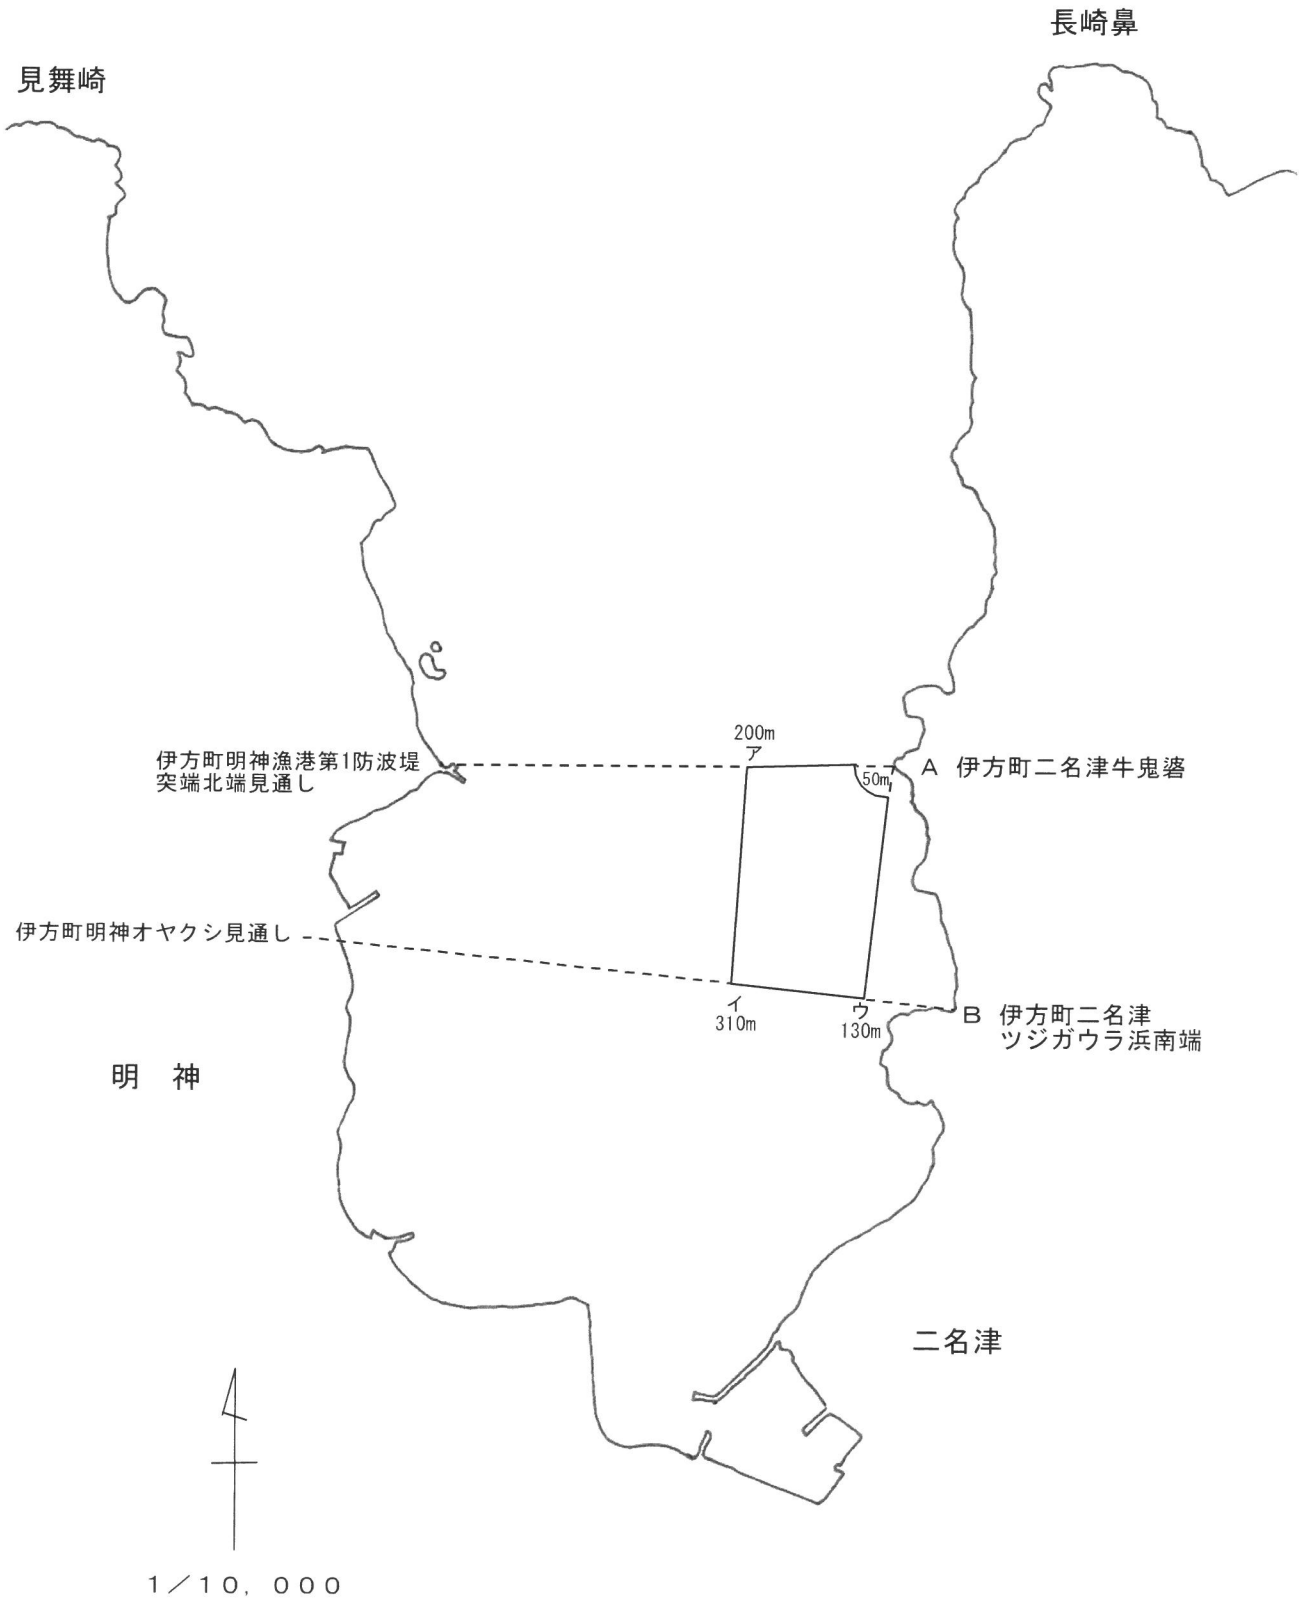 長崎鼻
見舞崎
200m
ア
伊方町明神漁港第1防波堤
突端北端見通し
50m
A 伊方町二名津牛鬼碆
伊方町明神オヤクシ見通し
イ
310m
ウ
130m
B 伊方町二名津
ツジガウラ浜南端
明 神
二名津
1/10,000